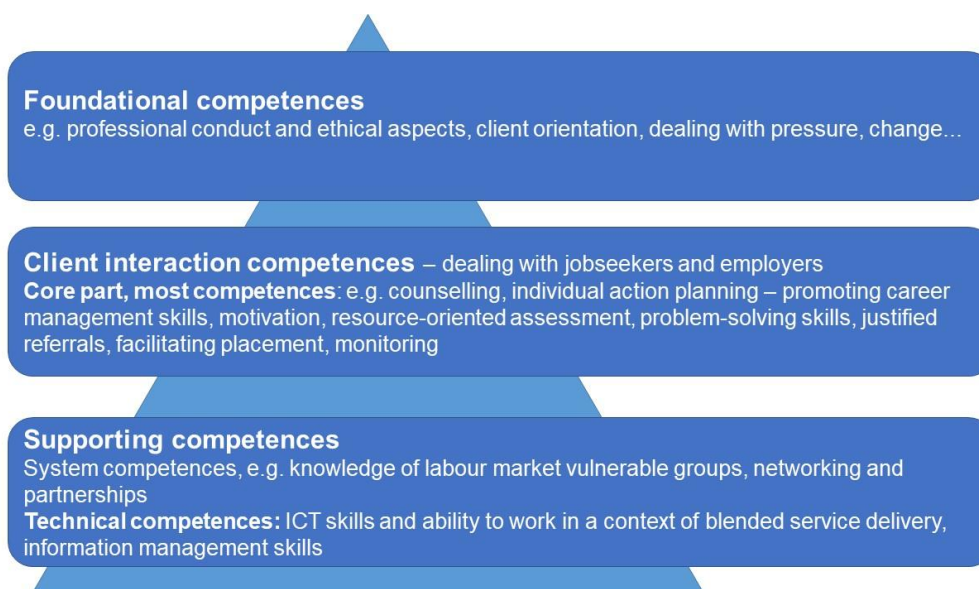 Foundational competences
e.g. professional conduct and ethical aspects, client orientation, dealing with pressure, change...
Client interaction competences – dealing with jobseekers and employers
Core part, most competences: e.g. counselling, individual action planning – promoting career
management skills, motivation, resource-oriented assessment, problem-solving skills, justified
referrals, facilitating placement, monitoring
Supporting competences
System competences, e.g. knowledge of labour market vulnerable groups, networking and
partnerships
Technical competences: ICT skills and ability to work in a context of blended service delivery,
information management skills